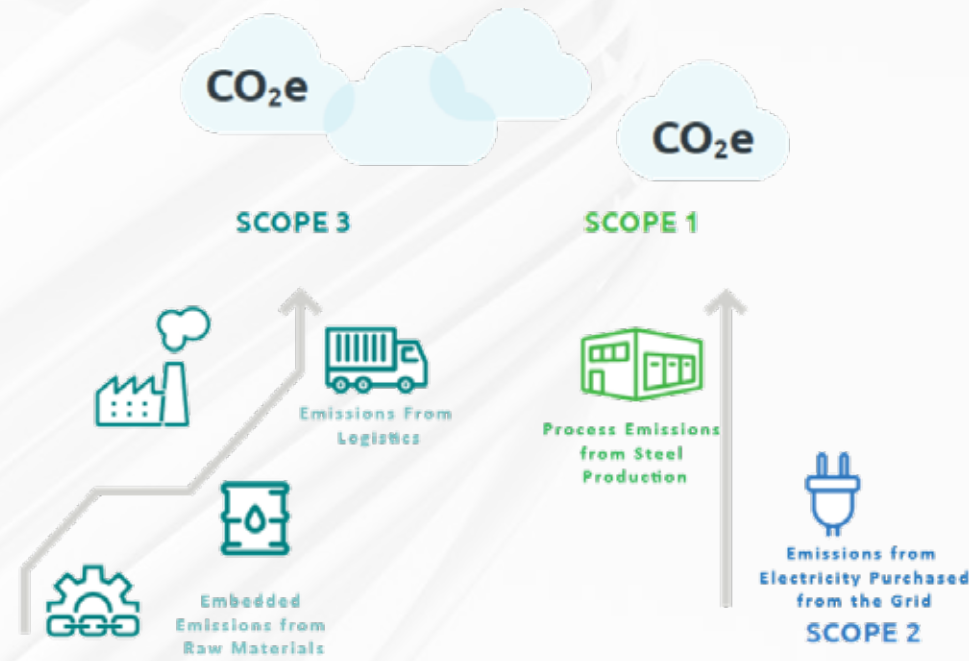 CO₂e
CO₂e
SCOPE 3
SCOPE 1
Emissions From
Logistics
Process Emissions
from Steel
Production
Emissions from
Electricity Purchased
from the Grid
SCOPE 2
Embedded
Emissions from
Raw Materials